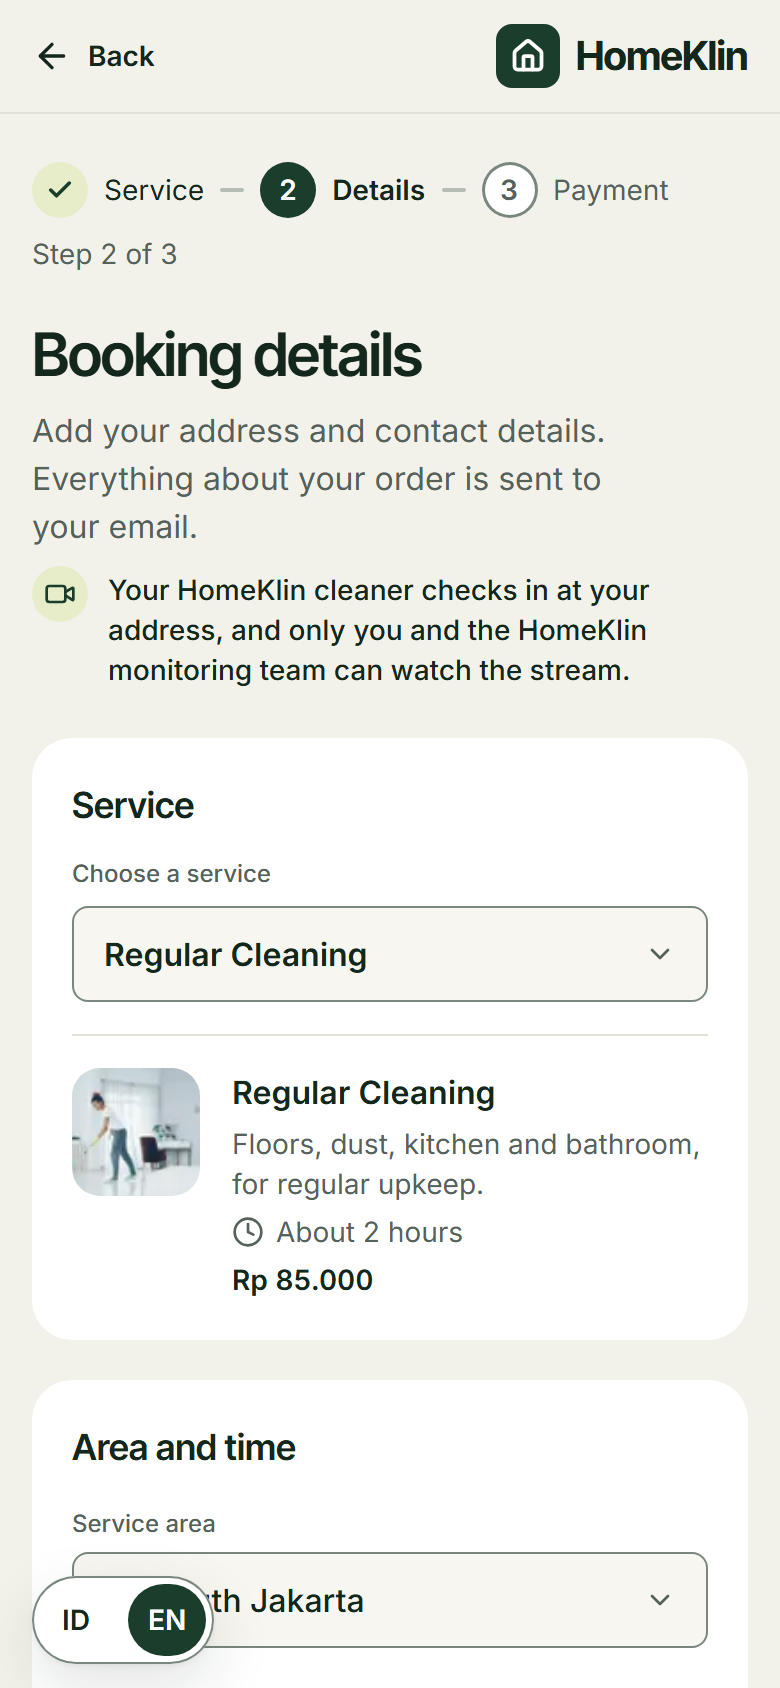 Back
HomeKlin
Service
2
Details
3
Payment
Step 2 of 3
Booking details
Add your address and contact details.
Everything about your order is sent to
your email.
Your HomeKlin cleaner checks in at your
address, and only you and the HomeKlin
monitoring team can watch the stream.
Service
Choose a service
Regular Cleaning
Regular Cleaning
Floors, dust, kitchen and bathroom,
for regular upkeep.
About 2 hours
Rp 85.000
Area and time
Service area
Jakarta
ID
EN